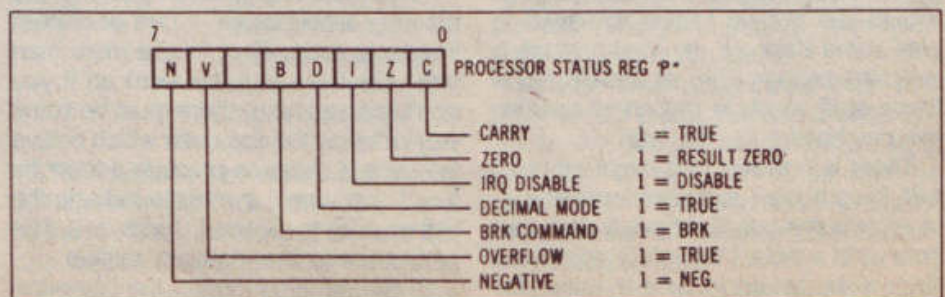 7 0
N V B D I Z C PROCESSOR STATUS REG "P"
CARRY 1 = TRUE
ZERO 1 = RESULT ZERO
IRQ DISABLE 1 = DISABLE
DECIMAL MODE 1 = TRUE
BRK COMMAND 1 = BRK
OVERFLOW 1 = TRUE
NEGATIVE 1 = NEG.